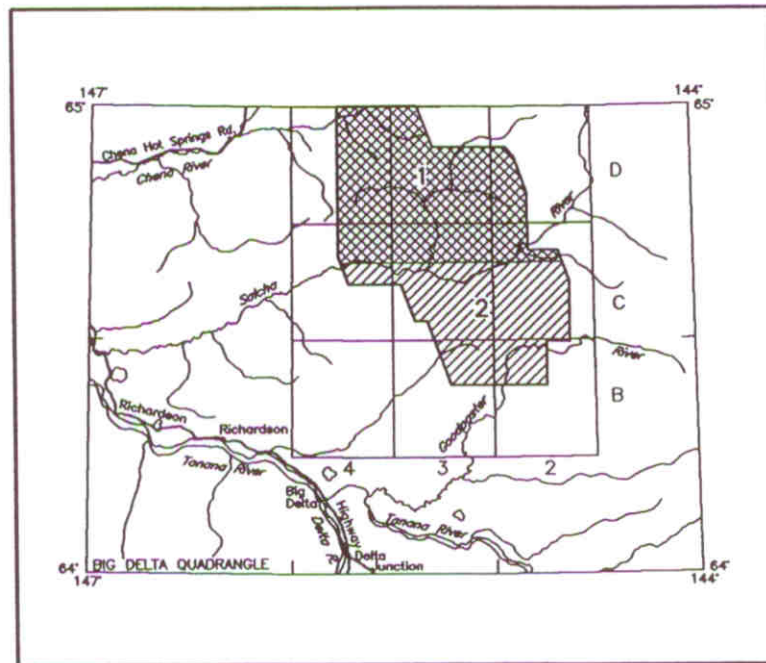 147°
144°
65°
65°
Chena Hot Springs Rd.
Chena River
1
D
River
Salcha
2
C
River
B
Richardson
Richardson
Goodpaster
Tanana River
4
3
2
Big
Delta
Highway
Delta
Tanana River
Delta
Junction
64°
BIG DELTA QUADRANGLE
64°
147°
144°